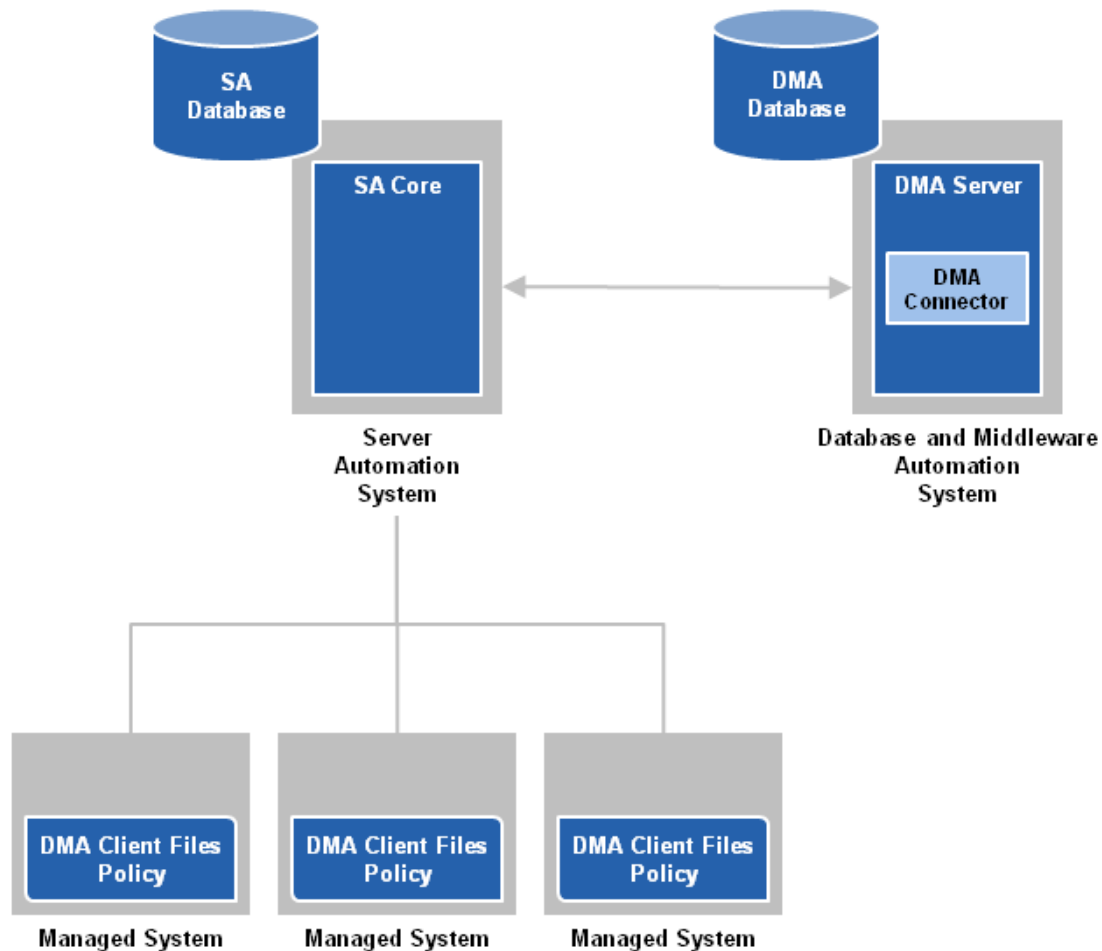 SA
Database
DMA
Database
SA Core
DMA Server
DMA
Connector
Server
Automation
System
Database and Middleware
Automation
System
DMA Client Files
Policy
DMA Client Files
Policy
DMA Client Files
Policy
Managed System
Managed System
Managed System